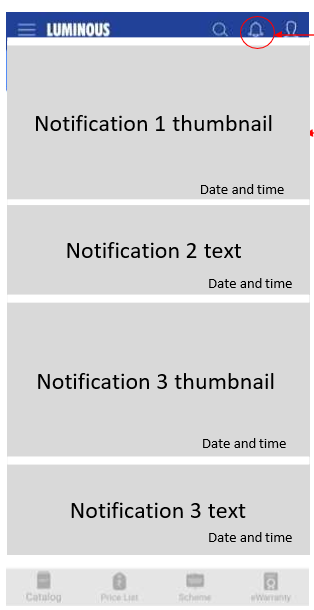 LUMINOUS
Notification 1 thumbnail
Date and time
Notification 2 text
Date and time
Notification 3 thumbnail
Date and time
Notification 3 text
Date and time
Catalog Price List Scheme eWarranty